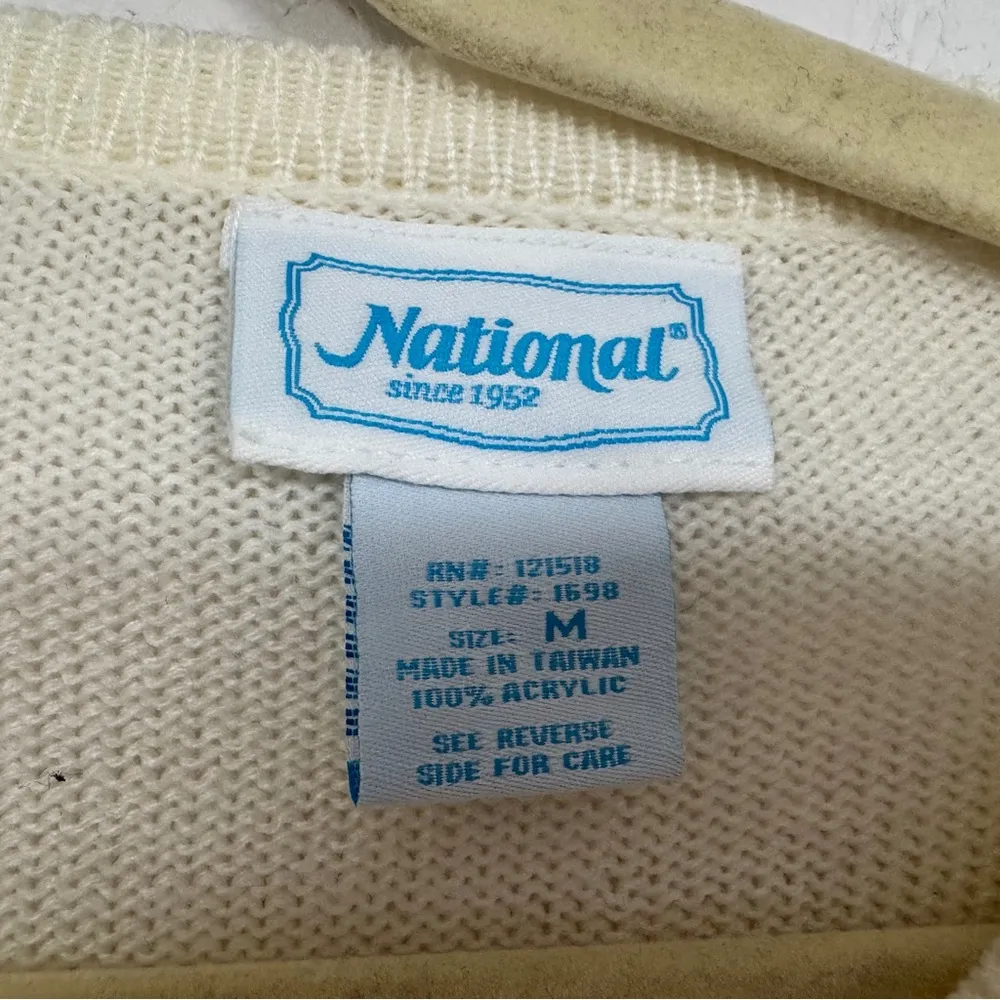 National®
since 1952
RN#: 121518
STYLE#: 1698
SIZE: M
MADE IN TAIWAN
100% ACRYLIC
SEE REVERSE
SIDE FOR CARE